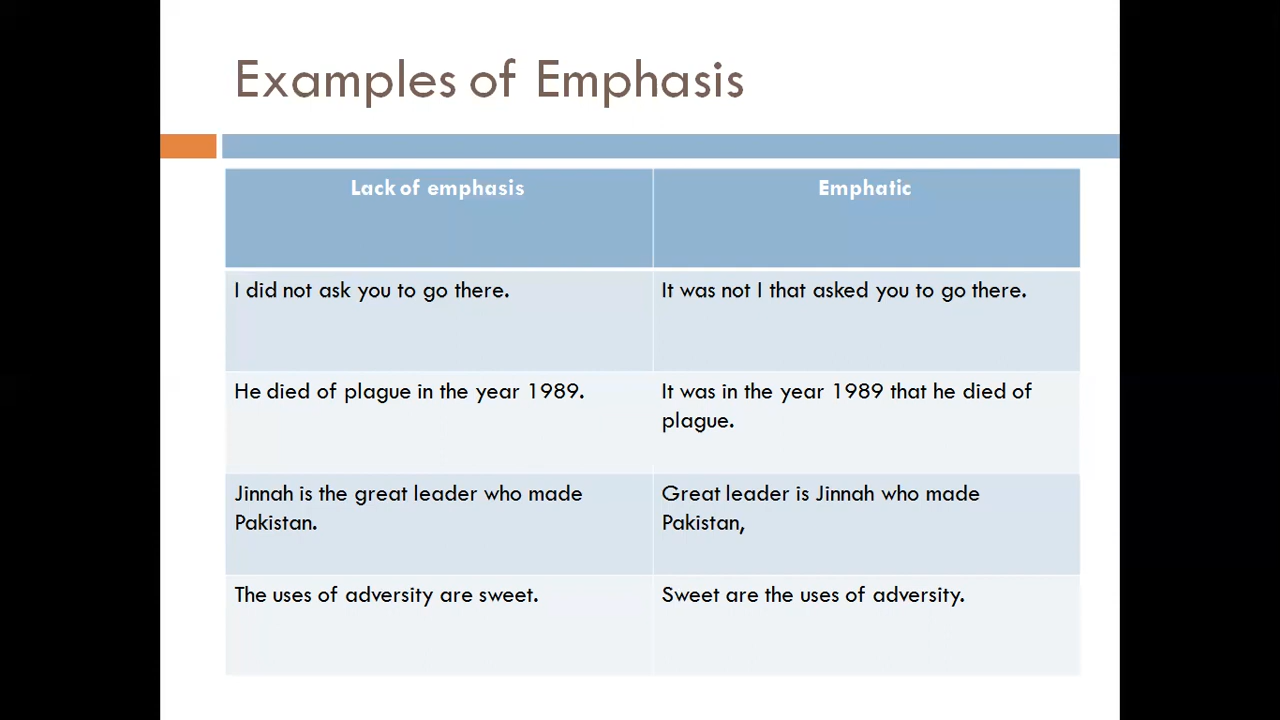 Examples of Emphasis
Lack of emphasis
Emphatic
I did not ask you to go there.
It was not I that asked you to go there.
He died of plague in the year 1989.
It was in the year 1989 that he died of
plague.
Jinnah is the great leader who made
Pakistan.
Great leader is Jinnah who made
Pakistan,
The uses of adversity are sweet.
Sweet are the uses of adversity.